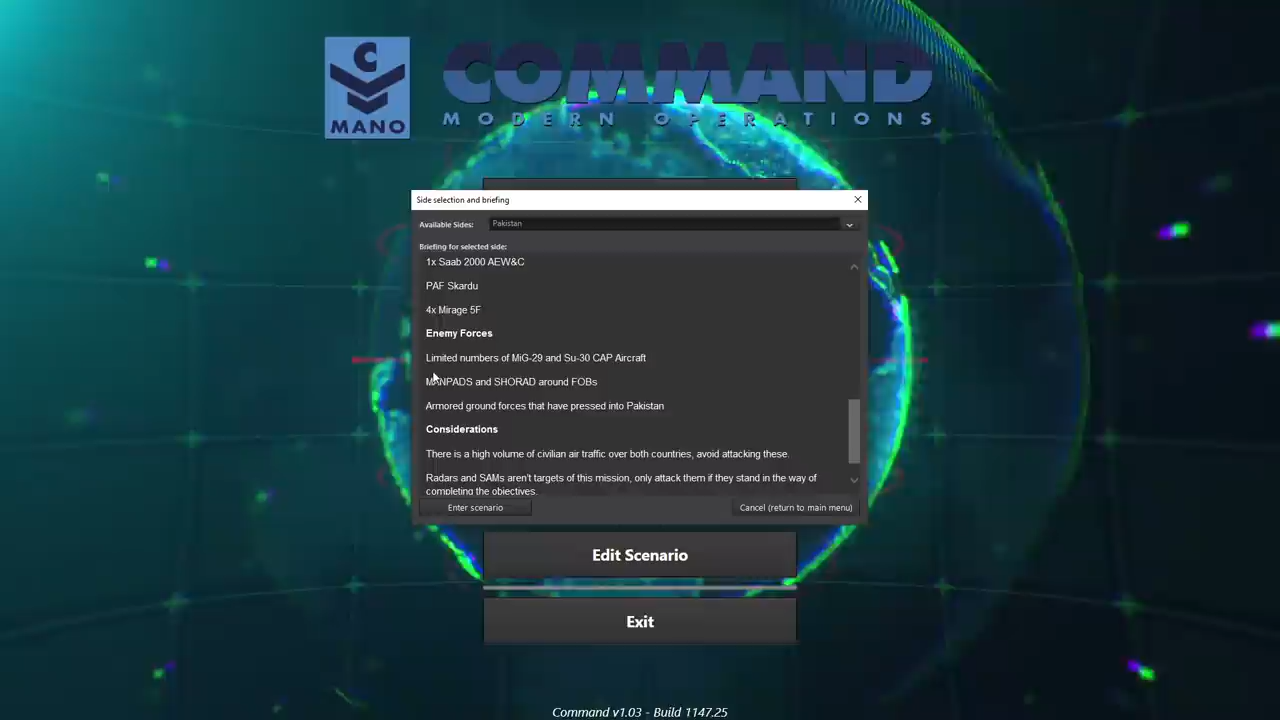 C
MANO
COMMAND
MODERN OPERATIONS
Side selection and briefing
Available Sides: Pakistan
Briefing for selected side:
1x Saab 2000 AEW&C
PAF Skardu
4x Mirage 5F
Enemy Forces
Limited numbers of MiG-29 and Su-30 CAP Aircraft
MANPADS and SHORAD around FOBs
Armored ground forces that have pressed into Pakistan
Considerations
There is a high volume of civilian air traffic over both countries, avoid attacking these.
Radars and SAMs aren't targets of this mission, only attack them if they stand in the way of
completing the objectives.
Enter scenario
Cancel (return to main menu)
Edit Scenario
Exit
Command v1.03 - Build 1147.25